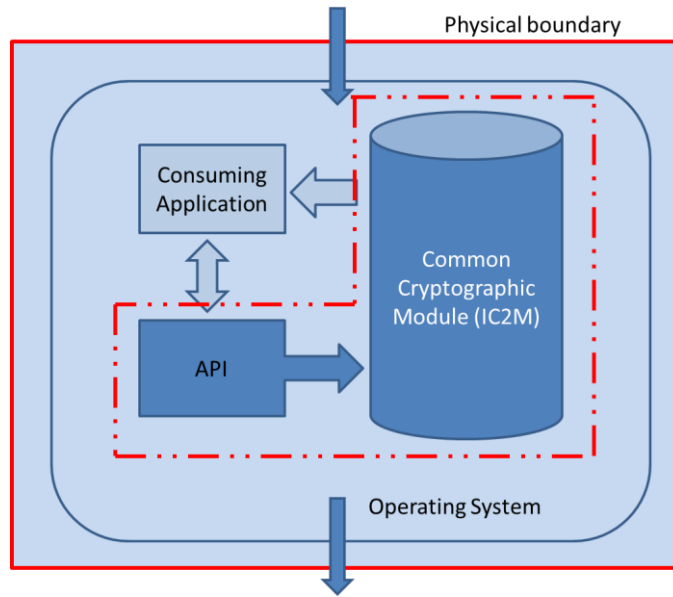 Physical boundary
Consuming
Application
Common
Cryptographic
Module (IC2M)
API
Operating System